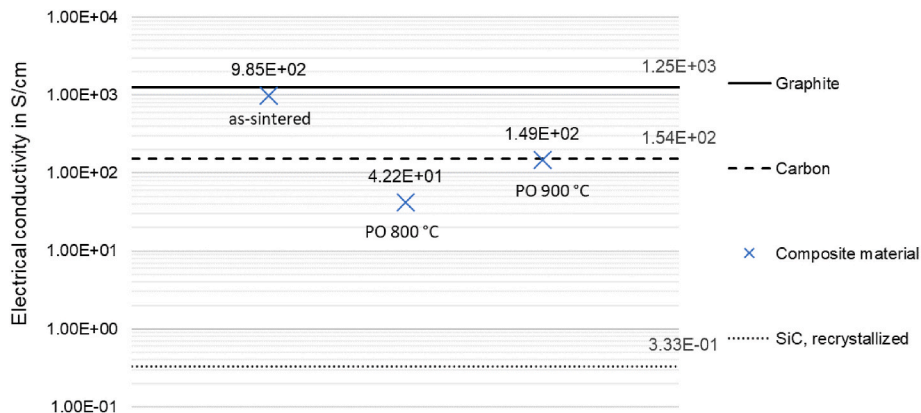 1.00E+04
1.00E+03
1.00E+02
1.00E+01
1.00E+00
1.00E-01
Electrical conductivity in S/cm
9.85E+02
as-sintered
4.22E+01
PO 800 °C
1.49E+02
PO 900 °C
1.25E+03
1.54E+02
3.33E-01
Graphite
Carbon
Composite material
SiC, recrystallized